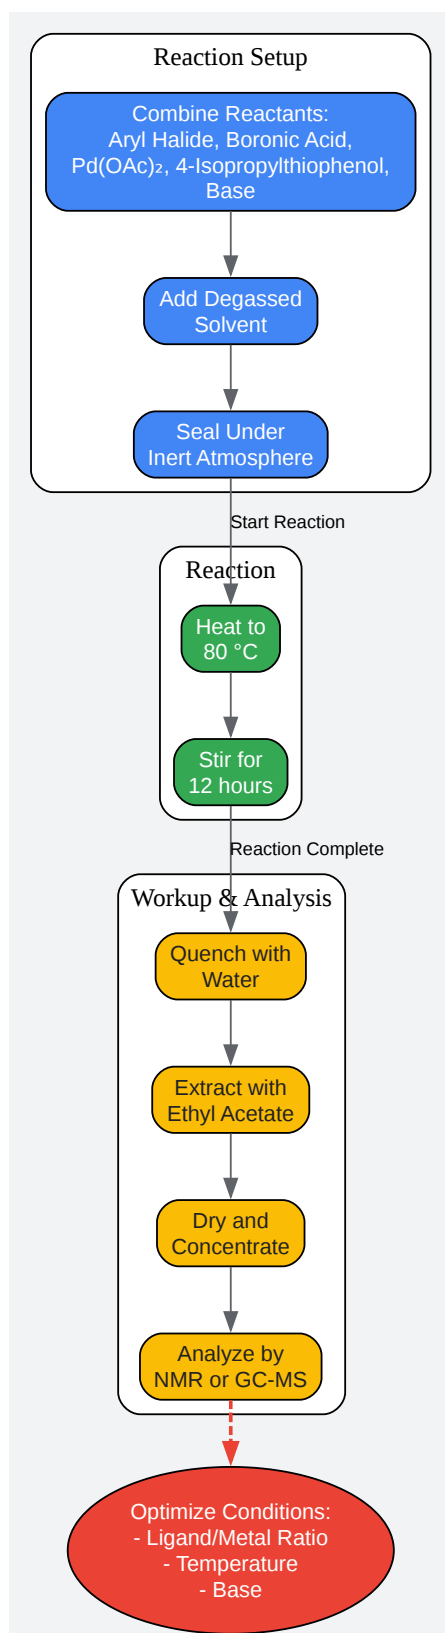 Reaction Setup
Combine Reactants:
Aryl Halide, Boronic Acid,
Pd(OAc)₂, 4-Isopropylthiophenol,
Base
Add Degassed
Solvent
Seal Under
Inert Atmosphere
Start Reaction
Reaction
Heat to
80 °C
Stir for
12 hours
Reaction Complete
Workup & Analysis
Quench with
Water
Extract with
Ethyl Acetate
Dry and
Concentrate
Analyze by
NMR or GC-MS
Optimize Conditions:
- Ligand/Metal Ratio
- Temperature
- Base